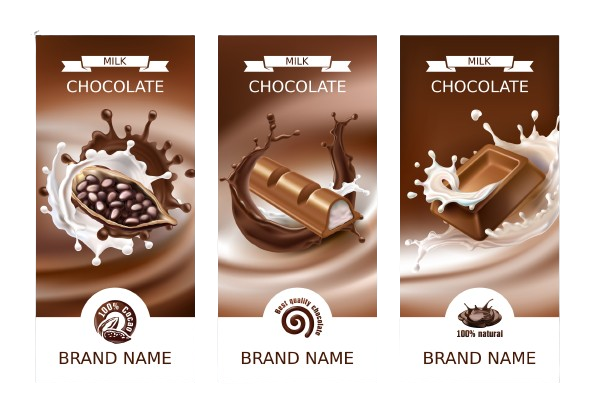 MILK
CHOCOLATE
100% Cocoa
BRAND NAME
MILK
CHOCOLATE
Best quality chocolate
BRAND NAME
MILK
CHOCOLATE
100% natural
BRAND NAME